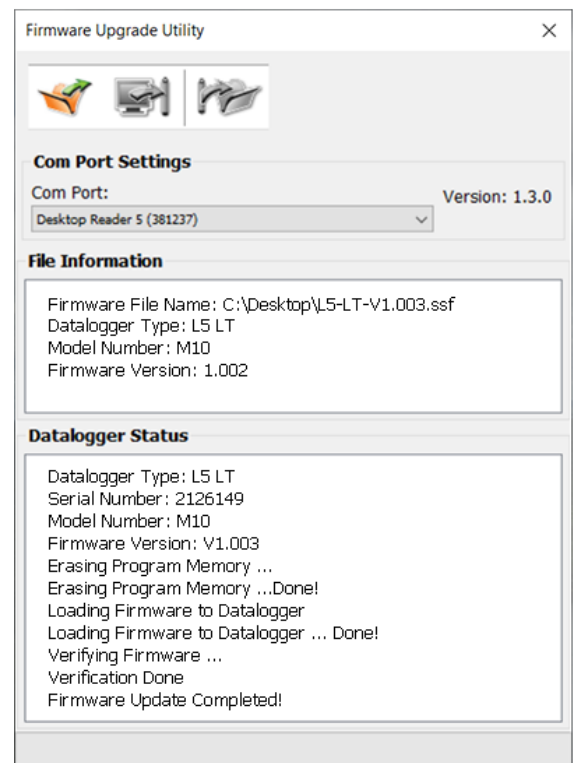 Firmware Upgrade Utility
Com Port Settings
Com Port:
Version: 1.3.0
Desktop Reader 5 (381237)
File Information
Firmware File Name: C:\Desktop\L5-LT-V1.003.ssf
Datalogger Type: L5 LT
Model Number: M10
Firmware Version: 1.002
Datalogger Status
Datalogger Type: L5 LT
Serial Number: 2126149
Model Number: M10
Firmware Version: V1.003
Erasing Program Memory ...
Erasing Program Memory ...Done!
Loading Firmware to Datalogger
Loading Firmware to Datalogger ... Done!
Verifying Firmware ...
Verification Done
Firmware Update Completed!